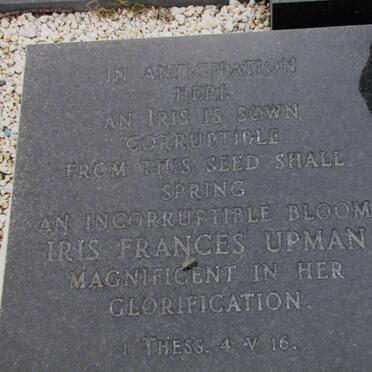 IN ANTICIPATION
HERE
AN IRIS IS SOWN
CORRUPTIBLE
FROM THIS SEED SHALL
SPRING
AN INCORRUPTIBLE BLOOM
IRIS FRANCES UPMAN
MAGNIFICENT IN HER
GLORIFICATION
1 THESS. 4 V 16.